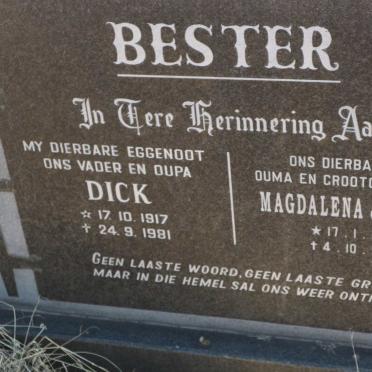 BESTER
In Tere Herinnering Aa
MY DIERBARE EGGENOOT
ONS VADER EN OUPA
DICK
☆ 17. 10. 1917
✝ 24. 9. 1981
ONS DIERBA
OUMA EN CROOTO
MAGDALENA
★ 17. 1.
✝ 4. 10.
GEEN LAASTE WOORD, GEEN LAASTE GR
MAAR IN DIE HEMEL SAL ONS WEER ONT